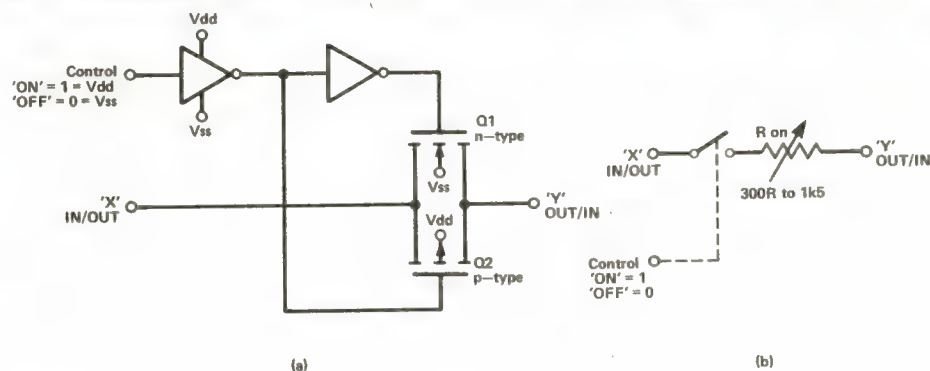 Vdd
Control
'ON' = 1 = Vdd
'OFF' = 0 = Vss
Vss
Q1
n-type
Vss
'X'
IN/OUT
Vdd
'Y'
OUT/IN
Q2
p-type
(a)
R on
'X'
IN/OUT
'Y'
OUT/IN
300R to 1k5
Control
'ON' = 1
'OFF' = 0
(b)